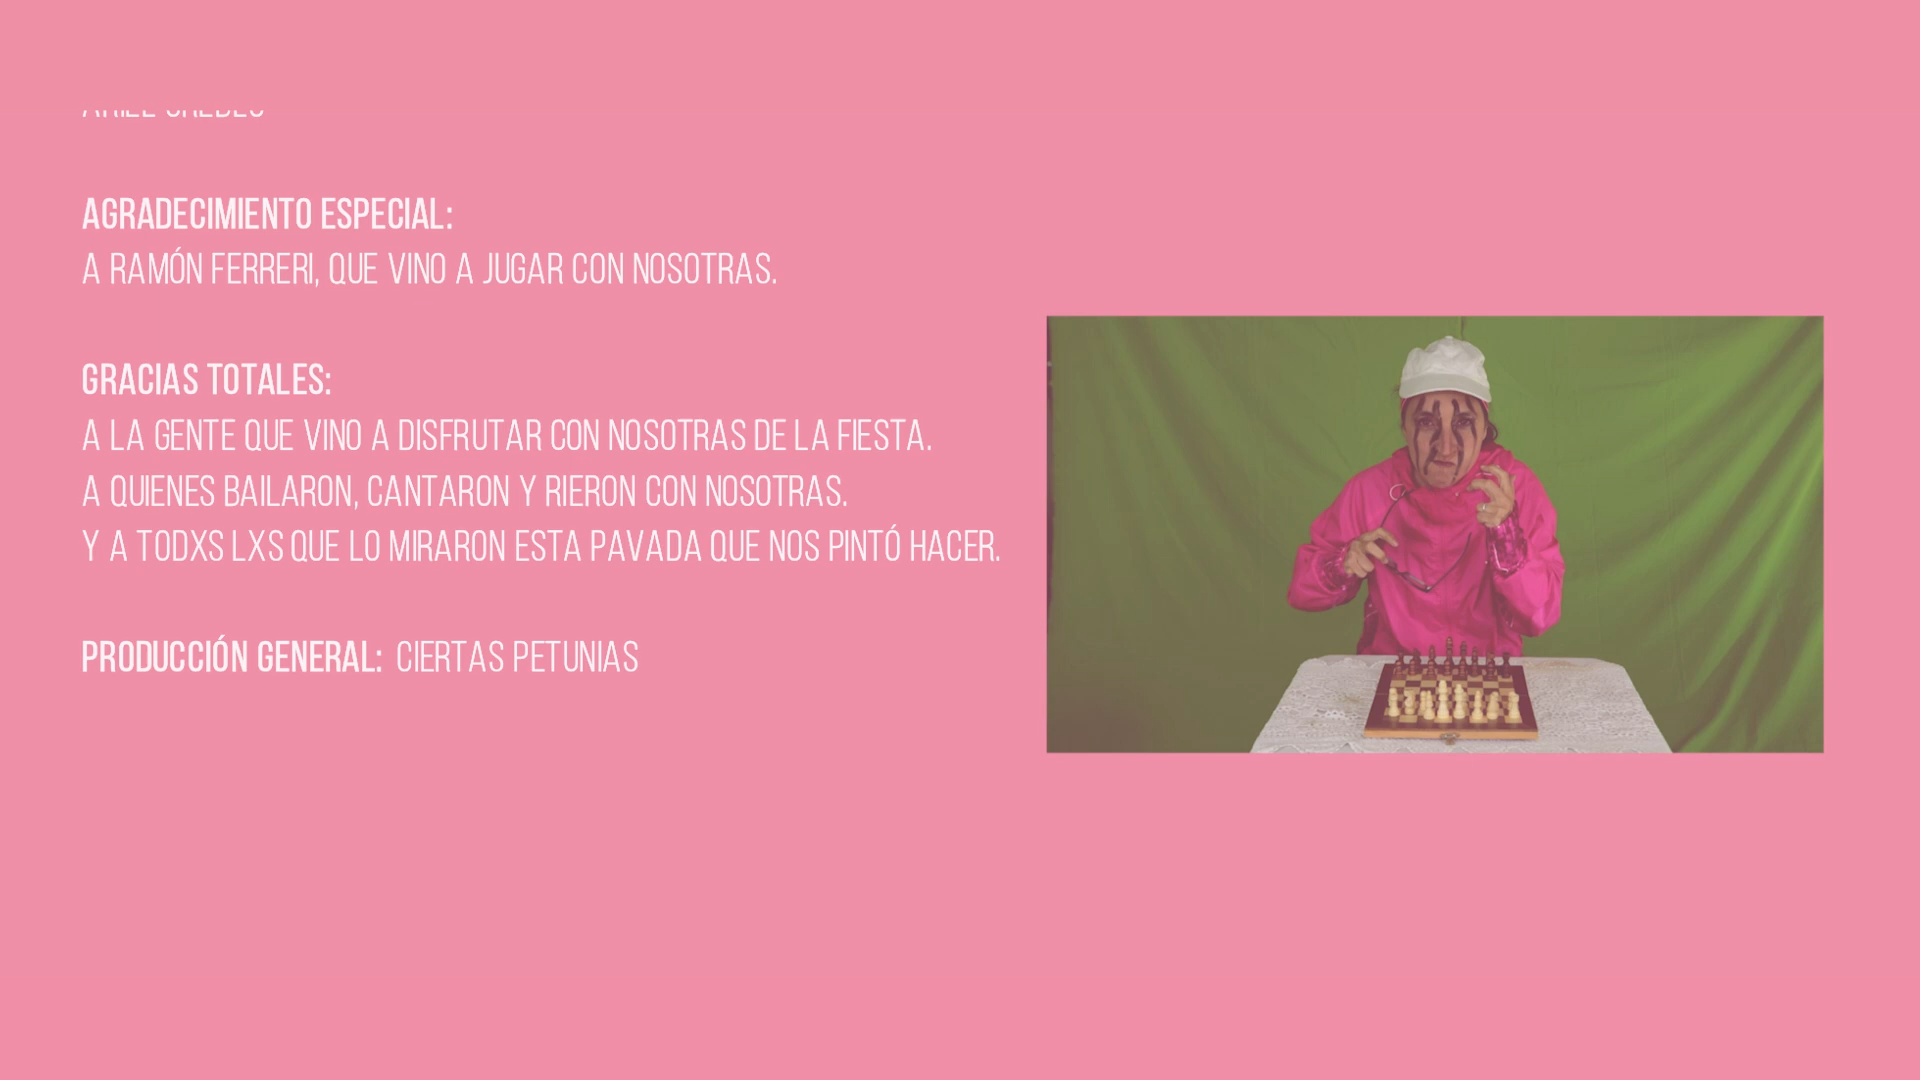 AGRADECIMIENTO ESPECIAL:
A RAMÓN FERRERI, QUE VINO A JUGAR CON NOSOTRAS.
GRACIAS TOTALES:
A LA GENTE QUE VINO A DISFRUTAR CON NOSOTRAS DE LA FIESTA.
A QUIENES BAILARON, CANTARON Y RIERON CON NOSOTRAS.
Y A TODXS LXS QUE LO MIRARON ESTA PAVADA QUE NOS PINTÓ HACER.
PRODUCCIÓN GENERAL: CIERTAS PETUNIAS